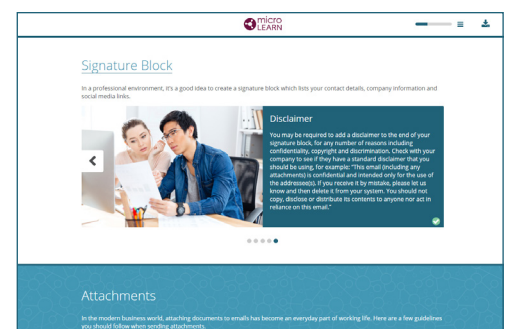 micro
LEARN
Signature Block
In a professional environment, it's a good idea to create a signature block which lists your contact details, company information and
social media links.
Disclaimer
You may be required to add a disclaimer to the end of your
signature block, for any number of reasons including
confidentiality, copyright and discrimination. Check with your
company to see if they have a standard disclaimer that you
should be using, for example: "This email (including any
attachments) is confidential and intended only for the use of
the addressee(s). If you receive it by mistake, please let us
know and then delete it from your system. You should not
copy, disclose or distribute its contents to anyone nor act in
reliance on this email."
Attachments
In the modern business world, attaching documents to emails has become an everyday part of working life. Here are a few guidelines
you should follow when sending attachments.